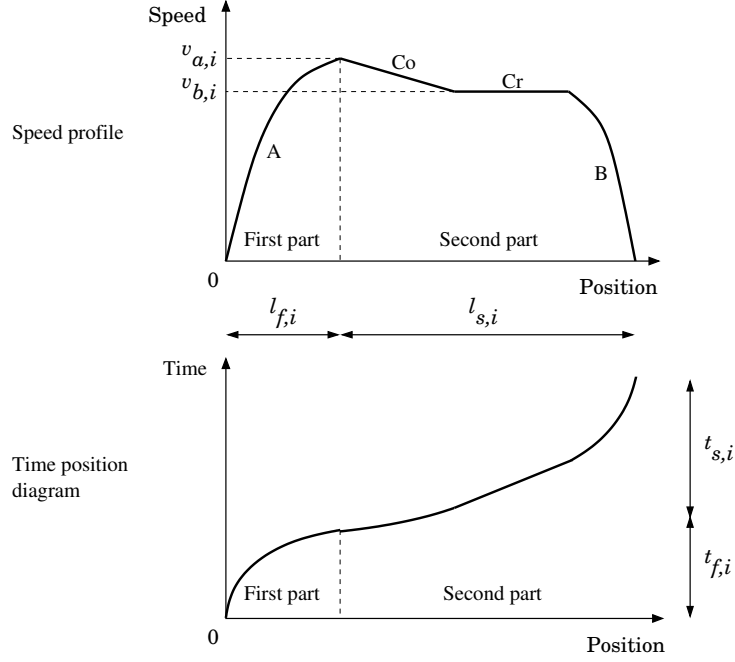 Speed
v_{a,i}
Co
v_{b,i}
Cr
Speed profile
A
B
First part
Second part
0
Position
l_{f,i}
l_{s,i}
Time
t_{s,i}
Time position
diagram
t_{f,i}
First part
Second part
0
Position